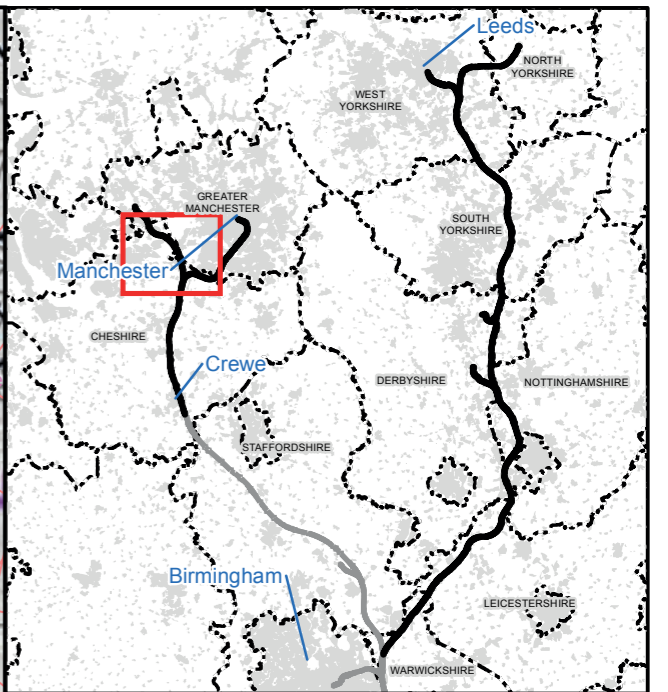 Leeds
NORTH
YORKSHIRE
WEST
YORKSHIRE
GREATER
MANCHESTER
SOUTH
YORKSHIRE
Manchester
CHESHIRE
Crewe
DERBYSHIRE
NOTTINGHAMSHIRE
STAFFORDSHIRE
Birmingham
LEICESTERSHIRE
WARWICKSHIRE